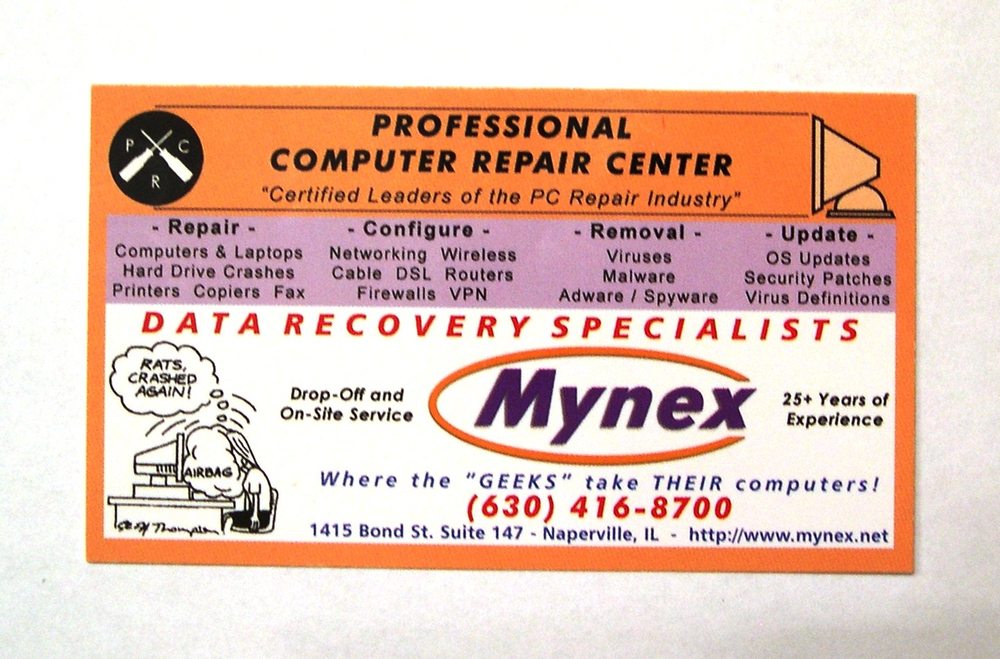 P C
R
PROFESSIONAL
COMPUTER REPAIR CENTER
"Certified Leaders of the PC Repair Industry"
- Repair -
Computers & Laptops
Hard Drive Crashes
Printers Copiers Fax
- Configure -
Networking Wireless
Cable DSL Routers
Firewalls VPN
- Removal -
Viruses
Malware
Adware / Spyware
- Update -
OS Updates
Security Patches
Virus Definitions
DATA RECOVERY SPECIALISTS
RATS,
CRASHED
AGAIN!
AIRBAG
Thompson
Drop-Off and
On-Site Service
Mynex
25+ Years of
Experience
Where the "GEEKS" take THEIR computers!
(630) 416-8700
1415 Bond St. Suite 147 - Naperville, IL - http://www.mynex.net